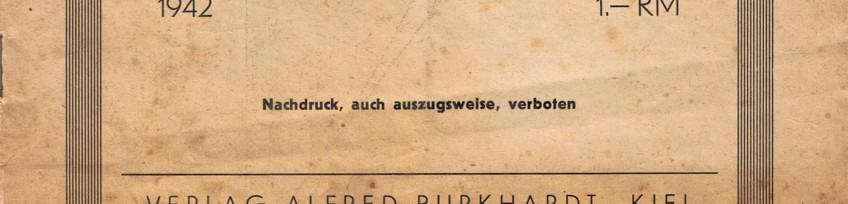 1942 1.— RM
Nachdruck, auch auszugsweise, verboten
VERLAG ALFRED BURKHARDT, KIEL